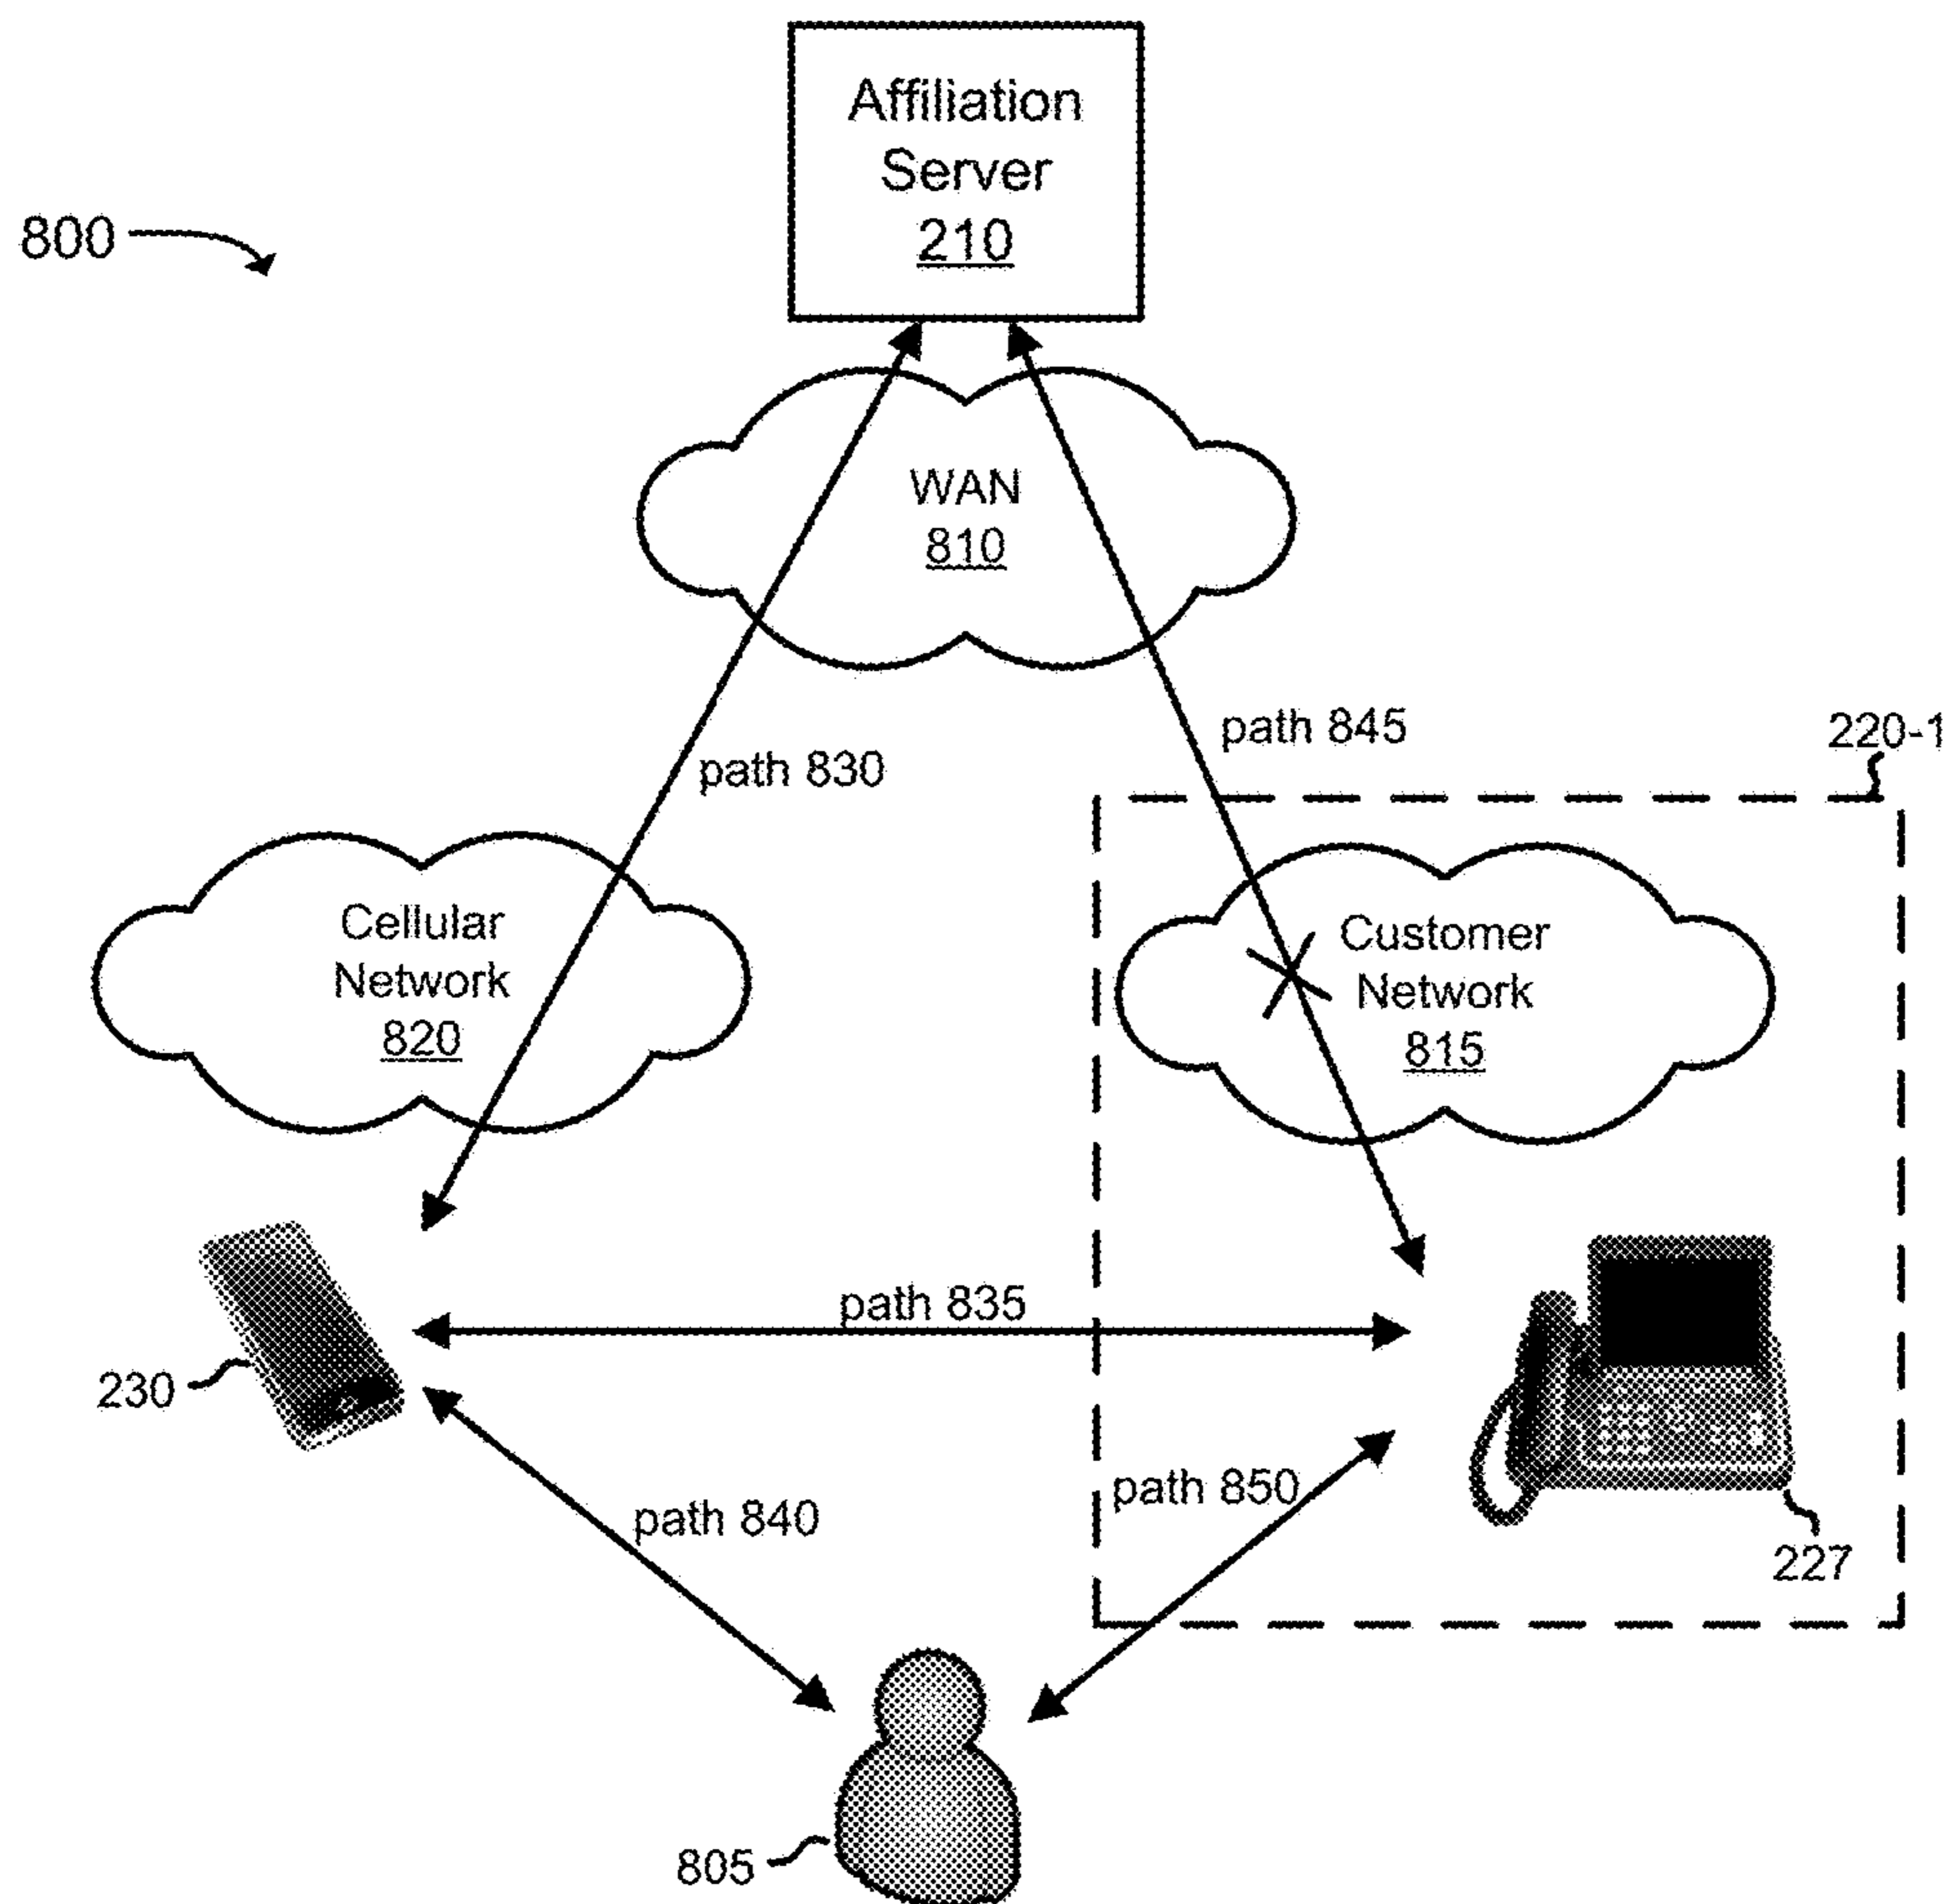 Affiliation
Server
210
800
WAN
810
path 845
220-1
path 830
Cellular
Network
820
Customer
Network
815
path 835
230
path 850
path 840
227
805